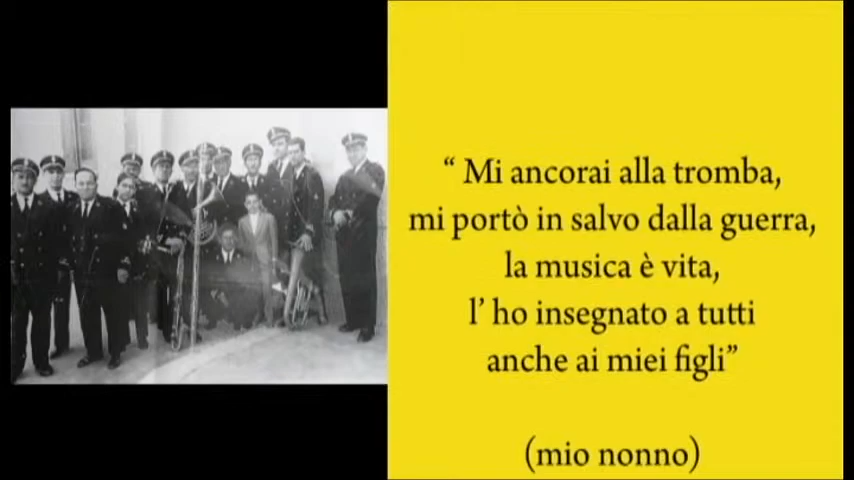 “ Mi ancorai alla tromba,
mi portò in salvo dalla guerra,
la musica è vita,
l’ ho insegnato a tutti
anche ai miei figli”
(mio nonno)